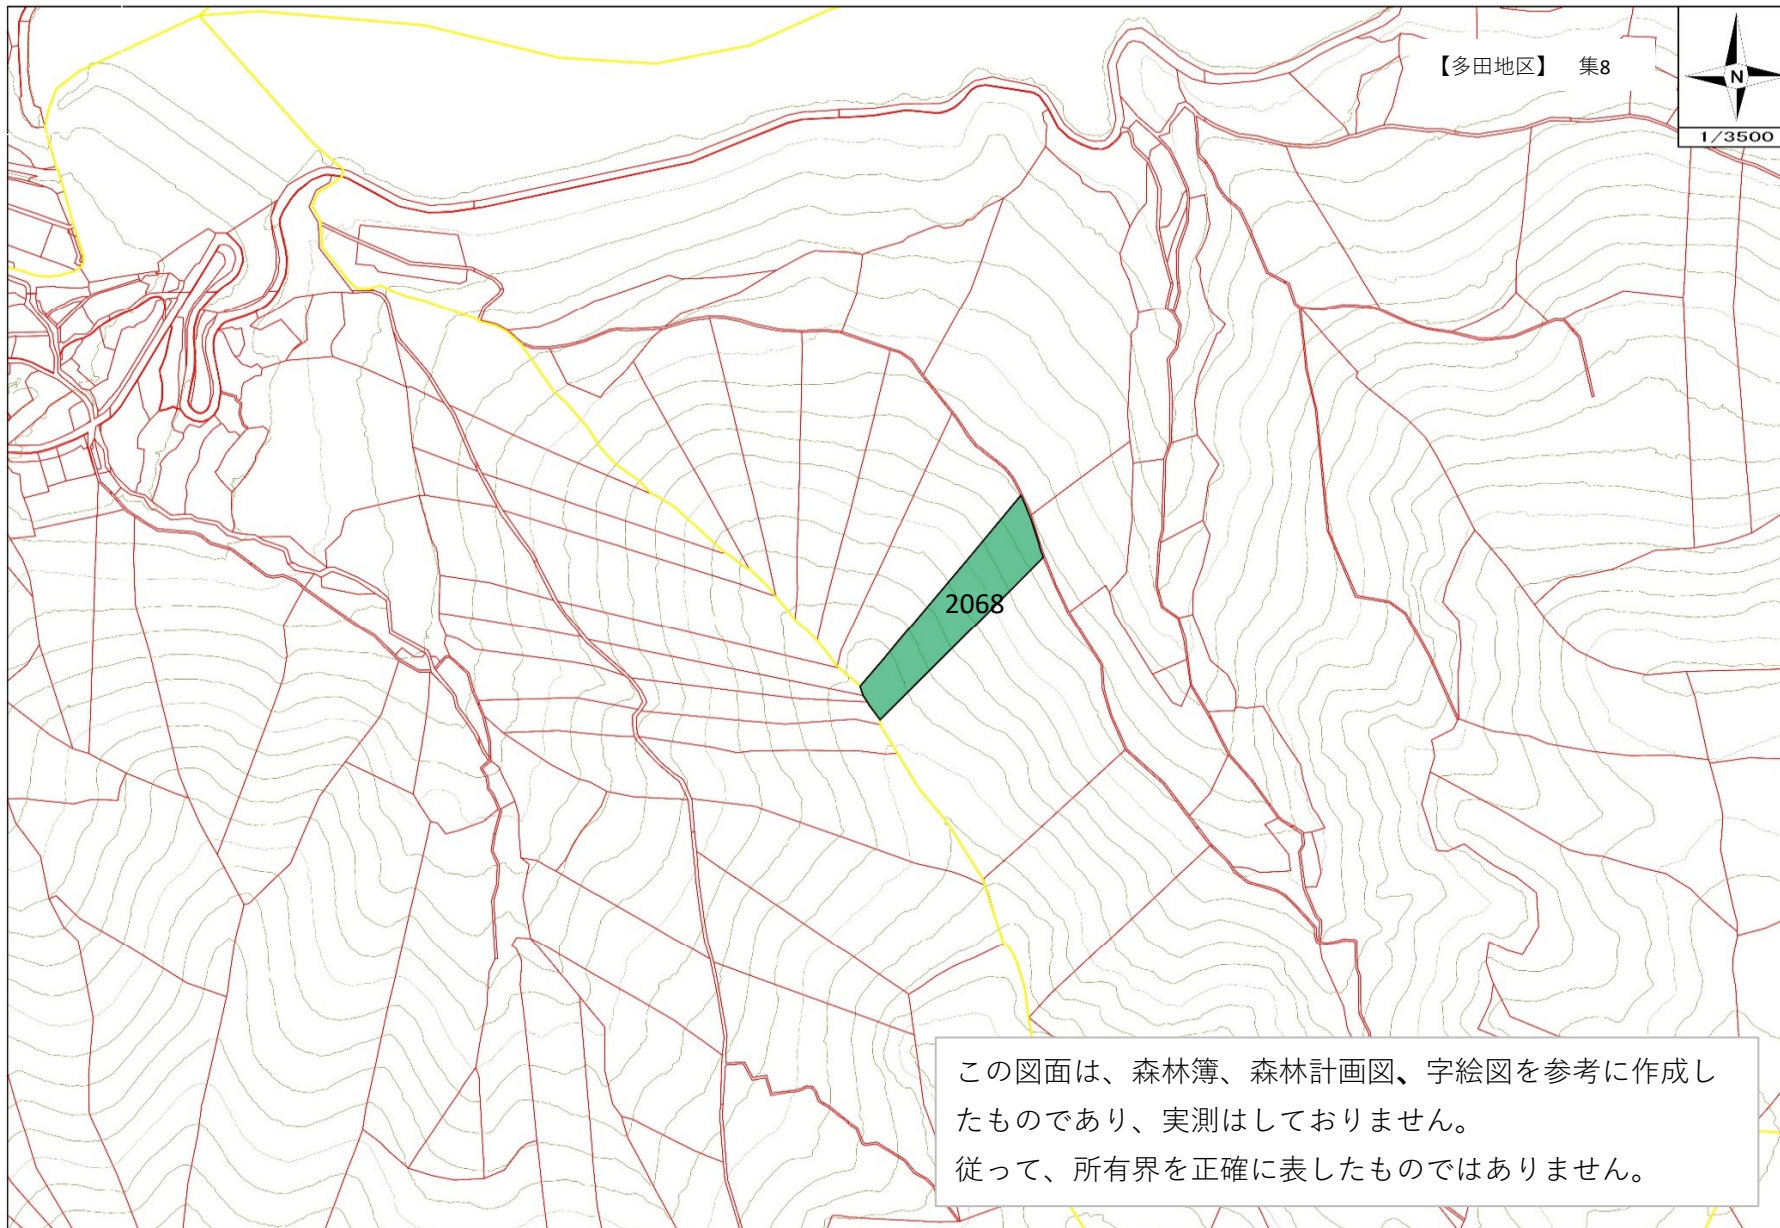 【多田地区】　集8
N
1/3500
2068
この図面は、森林簿、森林計画図、字絵図を参考に作成し
たものであり、実測はしておりません。
従って、所有界を正確に表したものではありません。